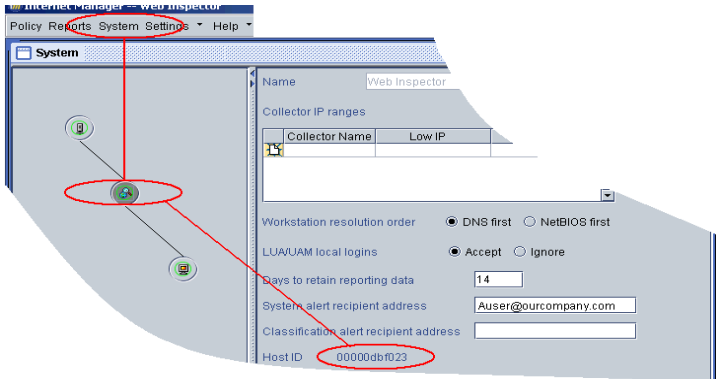 Internet Manager -- Web Inspector
Policy Reports System Settings Help
System
Name Web Inspector
Collector IP ranges
Collector Name Low IP
Workstation resolution order DNS first NetBIOS first
LUA/UAM local logins Accept Ignore
Days to retain reporting data 14
System alert recipient address Auser@ourcompany.com
Classification alert recipient address
Host ID 00000dbf023